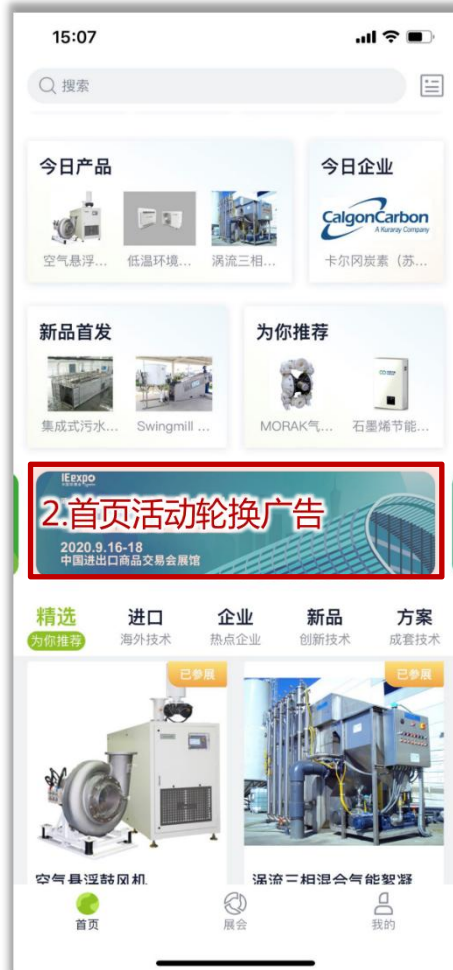 15:07
搜索
今日产品
今日企业
CalgonCarbon
A Kuraray Company
空气悬浮...
低温环境...
涡流三相...
卡尔冈炭素（苏...
新品首发
为你推荐
集成式污水...
Swingmill ...
MORAK气...
石墨烯节能...
IEexpo
2.首页活动轮换广告
2020.9.16-18
中国进出口商品交易会展馆
精选
进口
企业
新品
方案
为你推荐
海外技术
热点企业
创新技术
成套技术
已参展
已参展
空气悬浮鼓风机
涡流三相混合气能絮凝
首页
展会
我的